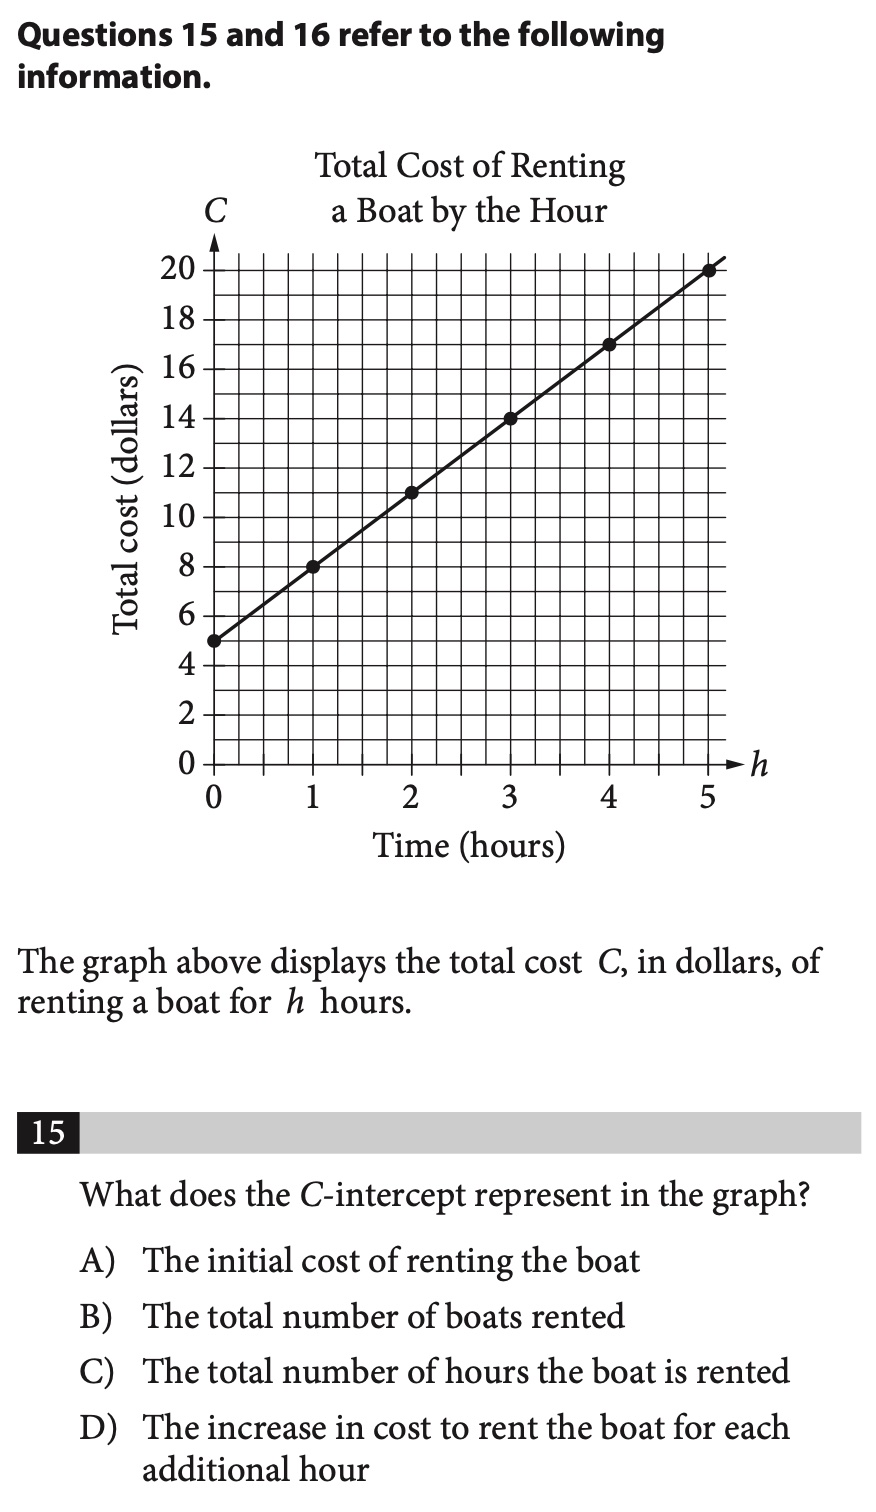 Questions 15 and 16 refer to the following
information.
Total Cost of Renting
a Boat by the Hour
C
20
18
16
14
12
10
8
6
4
2
0
Total cost (dollars)
h
0 1 2 3 4 5
Time (hours)
The graph above displays the total cost C, in dollars, of
renting a boat for h hours.
15
What does the C-intercept represent in the graph?
A) The initial cost of renting the boat
B) The total number of boats rented
C) The total number of hours the boat is rented
D) The increase in cost to rent the boat for each
additional hour